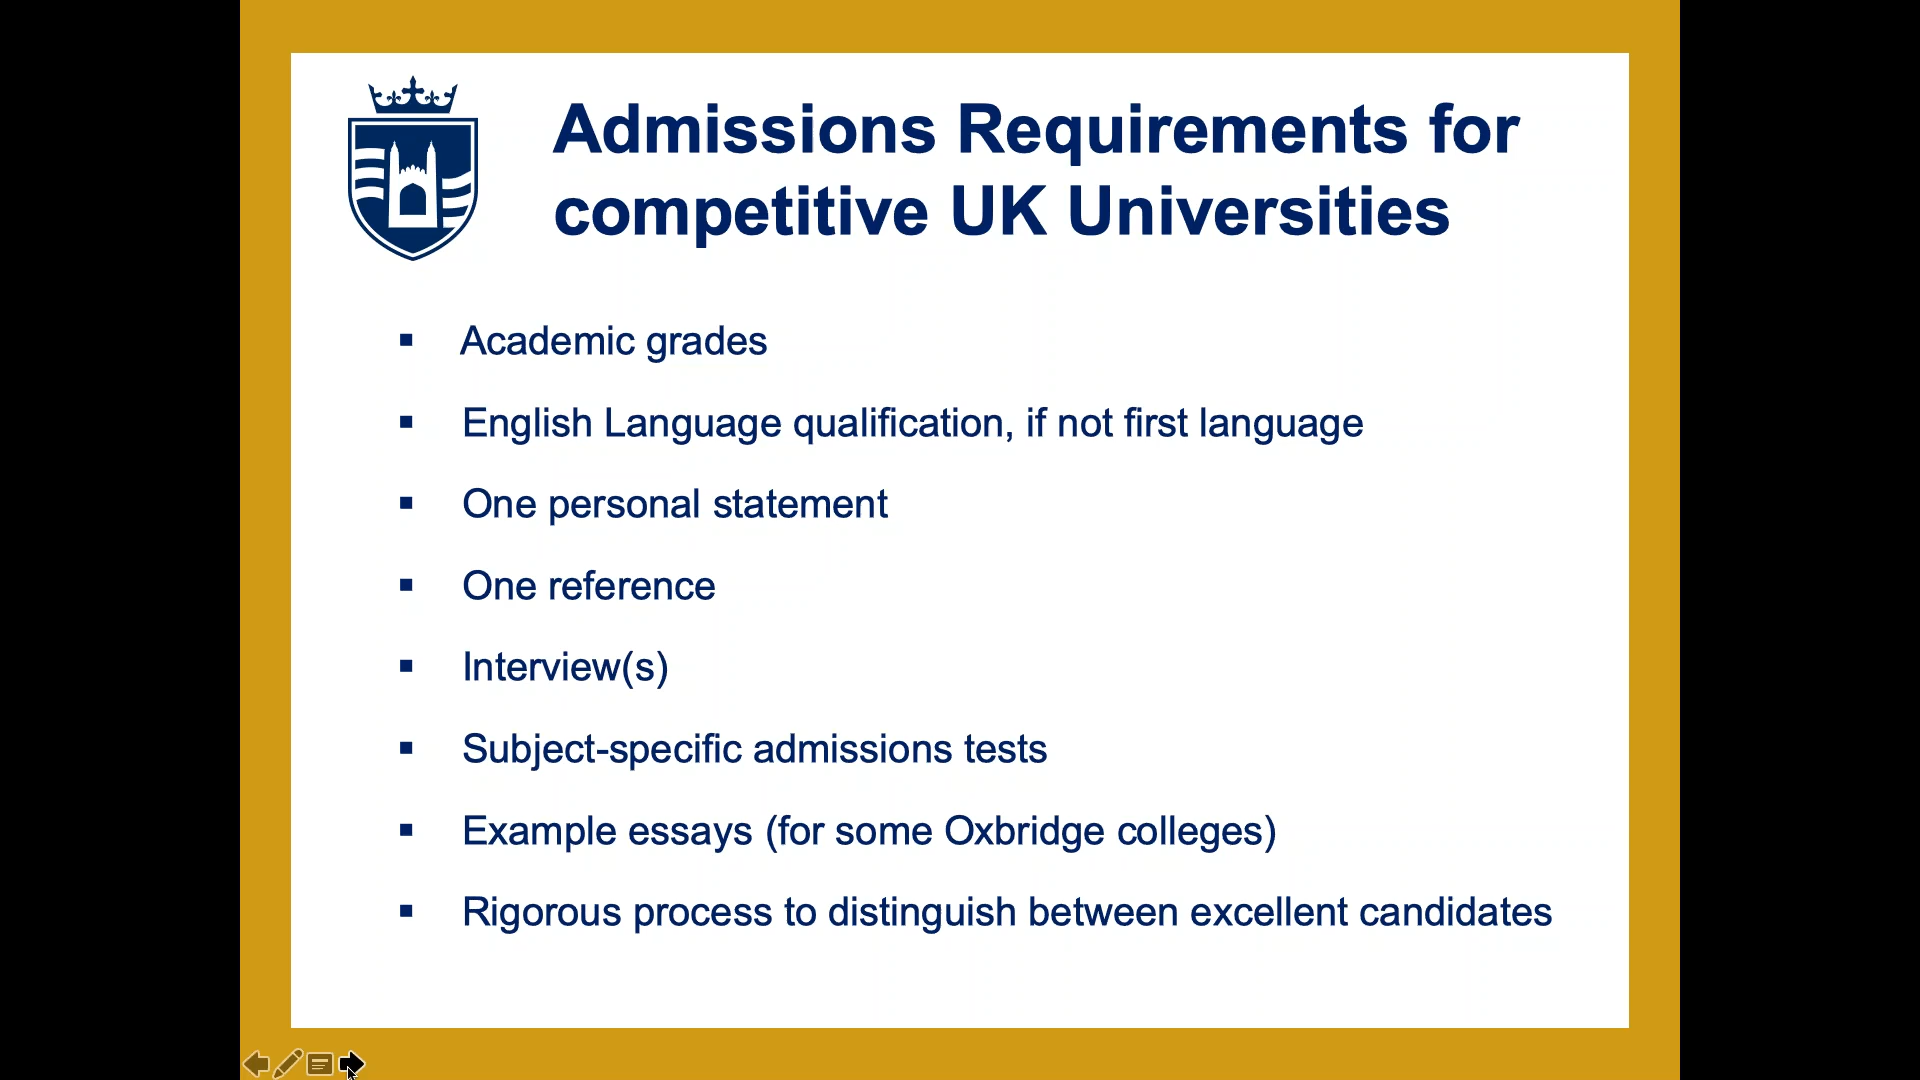 Admissions Requirements for
competitive UK Universities
▪ Academic grades
▪ English Language qualification, if not first language
▪ One personal statement
▪ One reference
▪ Interview(s)
▪ Subject-specific admissions tests
▪ Example essays (for some Oxbridge colleges)
▪ Rigorous process to distinguish between excellent candidates